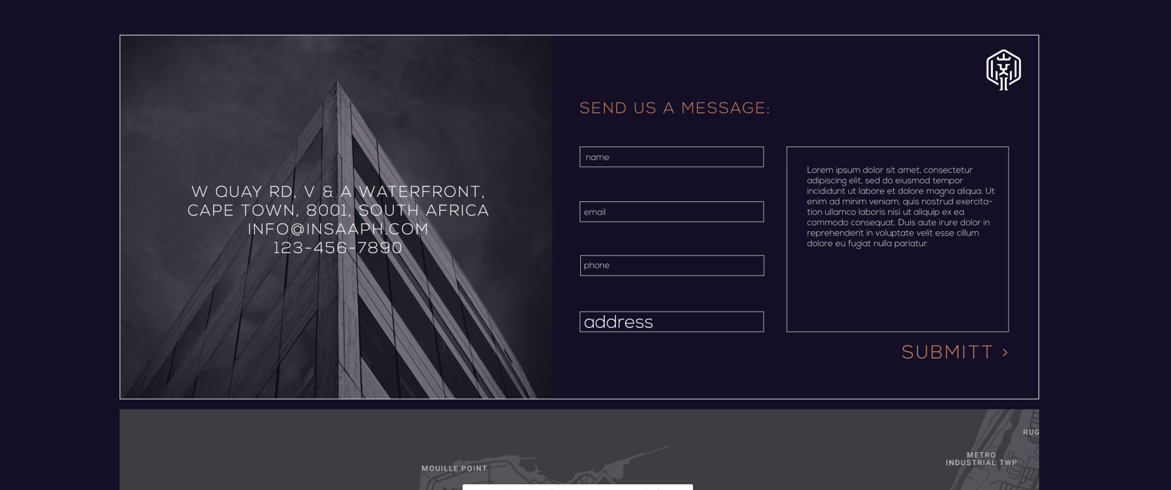 W QUAY RD, V & A WATERFRONT,
CAPE TOWN, 8001, SOUTH AFRICA
INFO@INSAAPH.COM
123-456-7890
SEND US A MESSAGE:
name
email
phone
address
Lorem ipsum dolor sit amet, consectetur
adipiscing elit, sed do eiusmod tempor
incididunt ut labore et dolore magna aliqua. Ut
enim ad minim veniam, quis nostrud exercita-
tion ullamco laboris nisi ut aliquip ex ea
commodo consequat. Duis aute irure dolor in
reprehenderit in voluptate velit esse cillum
dolore eu fugiat nulla pariatur.
SUBMITT >
MOUILLE POINT
METRO
INDUSTRIAL TWP
RUG